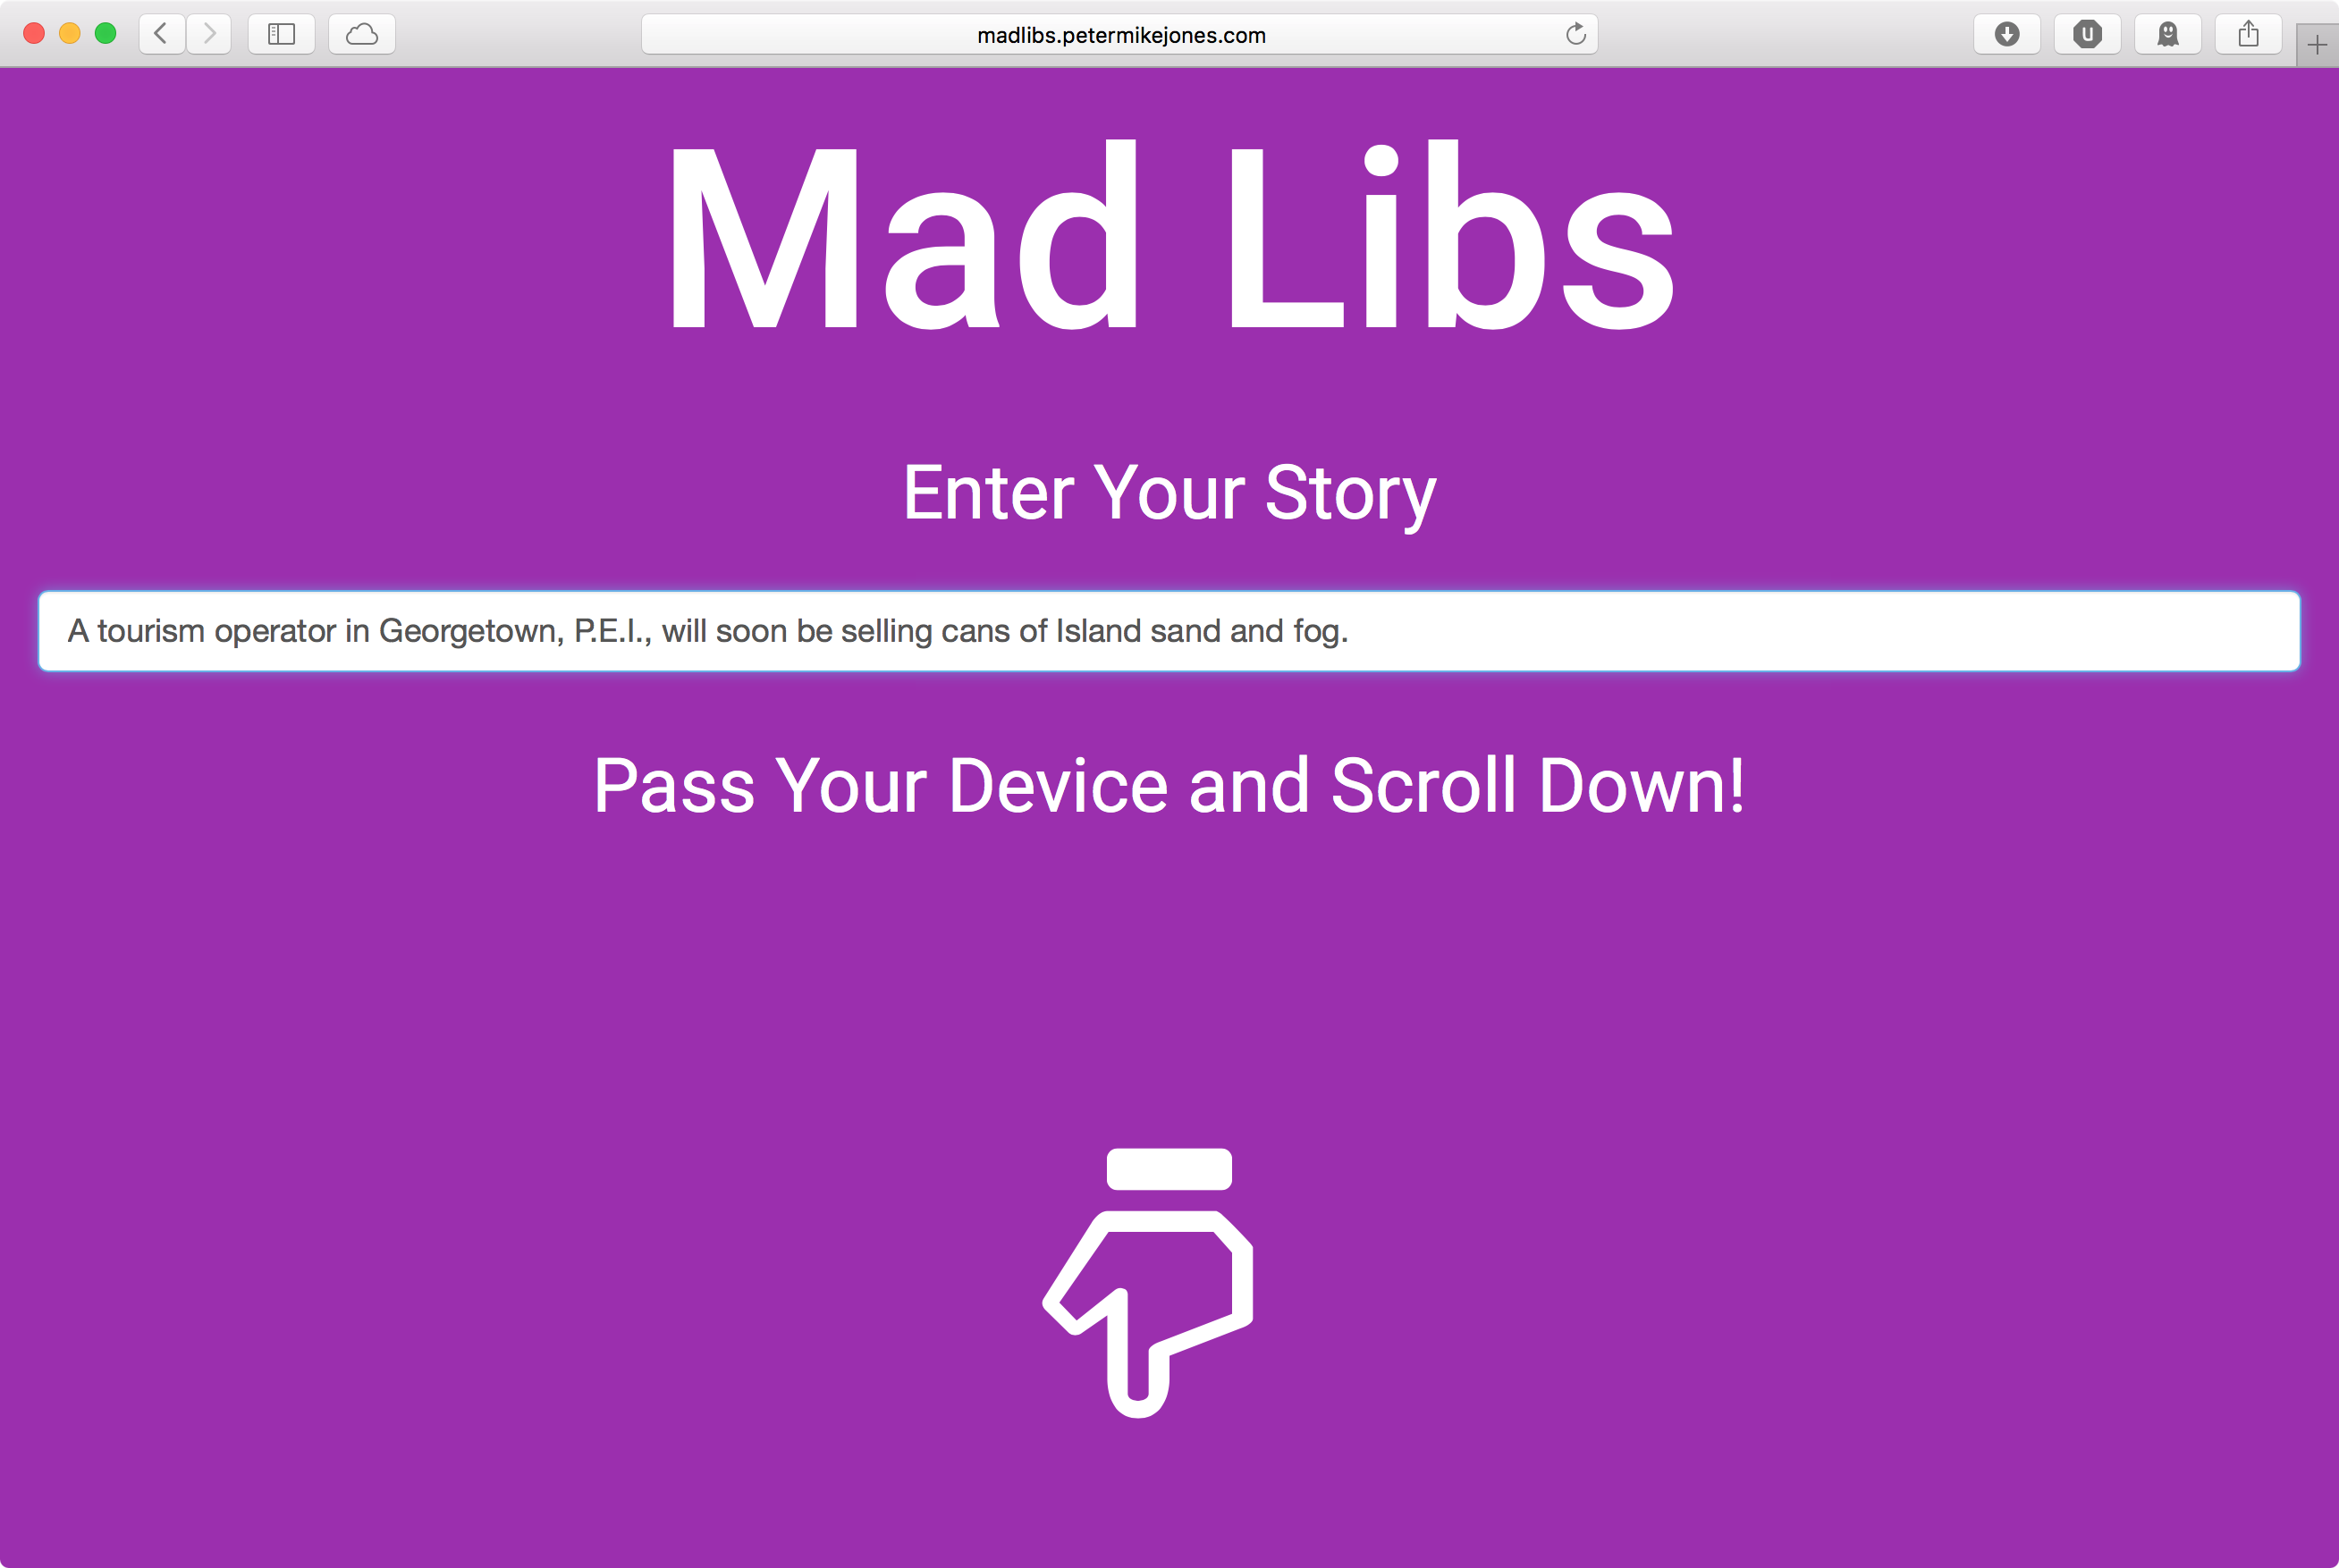 madlibs.petermikejones.com
Mad Libs
Enter Your Story
A tourism operator in Georgetown, P.E.I., will soon be selling cans of Island sand and fog.
Pass Your Device and Scroll Down!